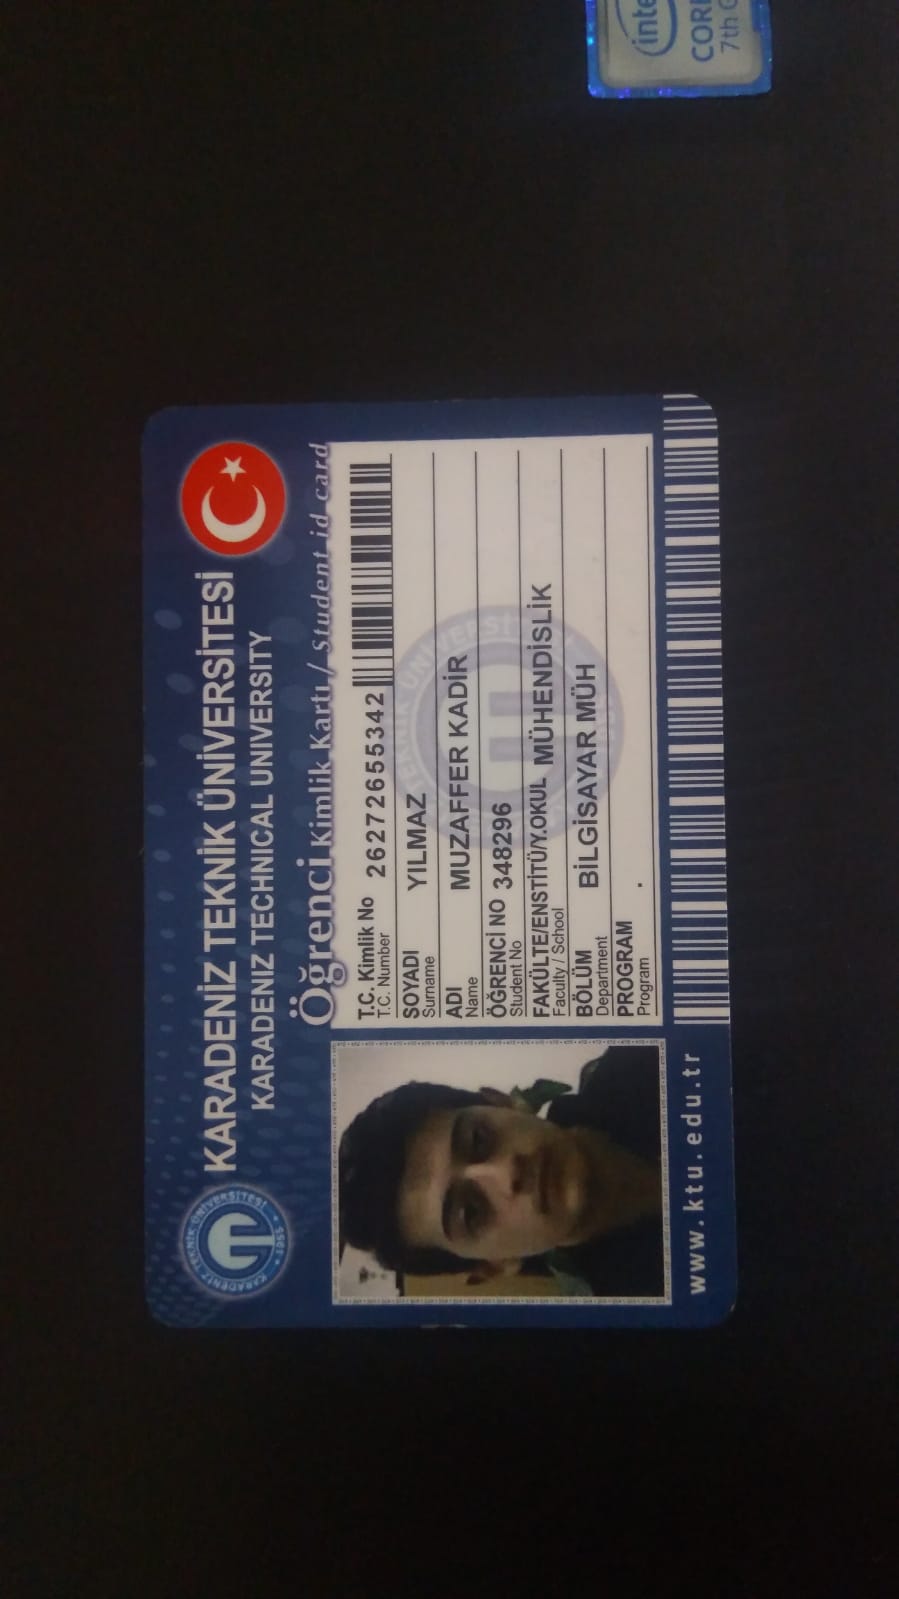 KARADENİZ TEKNİK ÜNİVERSİTESİ
KARADENIZ TECHNICAL UNIVERSITY
Öğrenci Kimlik Kartı / Student id card
T.C. Kimlik No 26272655342
T.C. Number
SOYADI YILMAZ
Surname
ADI MUZAFFER KADİR
Name
ÖĞRENCİ NO 348296
Student No
FAKÜLTE/ENSTİTÜ/Y.OKUL MÜHENDİSLİK
Faculty / School
BÖLÜM BİLGİSAYAR MÜH
Department
PROGRAM .
Program
www.ktu.edu.tr
KARADENİZ TEKNİK ÜNİVERSİTESİ
1955
CORE
7th